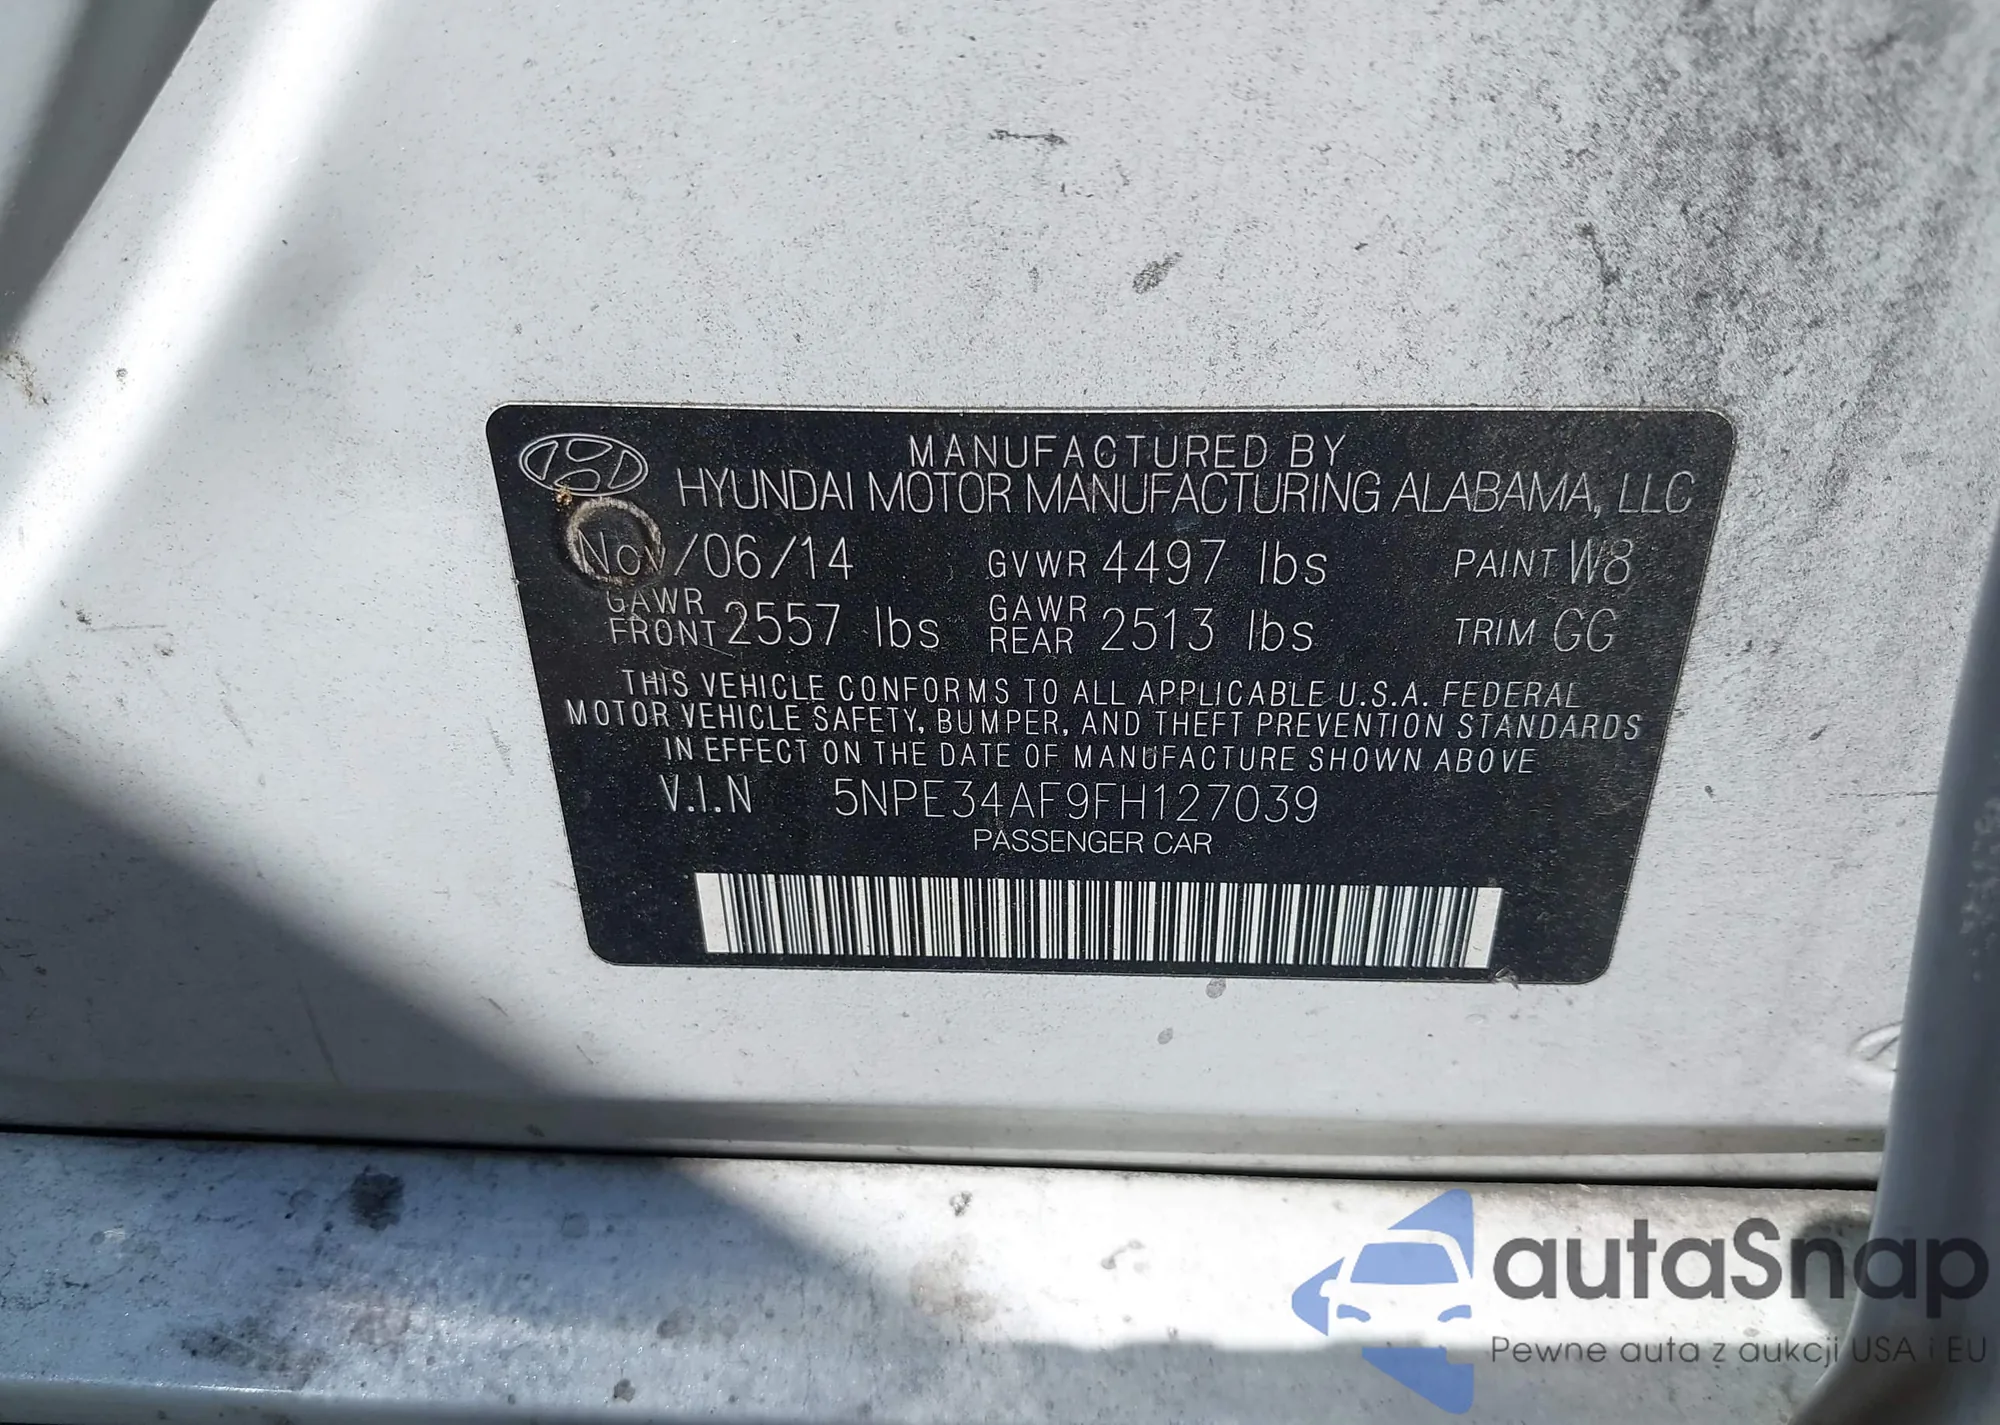 MANUFACTURED BY
HYUNDAI MOTOR MANUFACTURING ALABAMA, LLC
Nov/06/14 GVWR 4497 lbs PAINT W8
GAWR FRONT 2557 lbs GAWR REAR 2513 lbs TRIM GG
THIS VEHICLE CONFORMS TO ALL APPLICABLE U.S.A. FEDERAL
MOTOR VEHICLE SAFETY, BUMPER, AND THEFT PREVENTION STANDARDS
IN EFFECT ON THE DATE OF MANUFACTURE SHOWN ABOVE
V.I.N 5NPE34AF9FH127039
PASSENGER CAR
autaSnap
Pewne auta z aukcji USA i EU